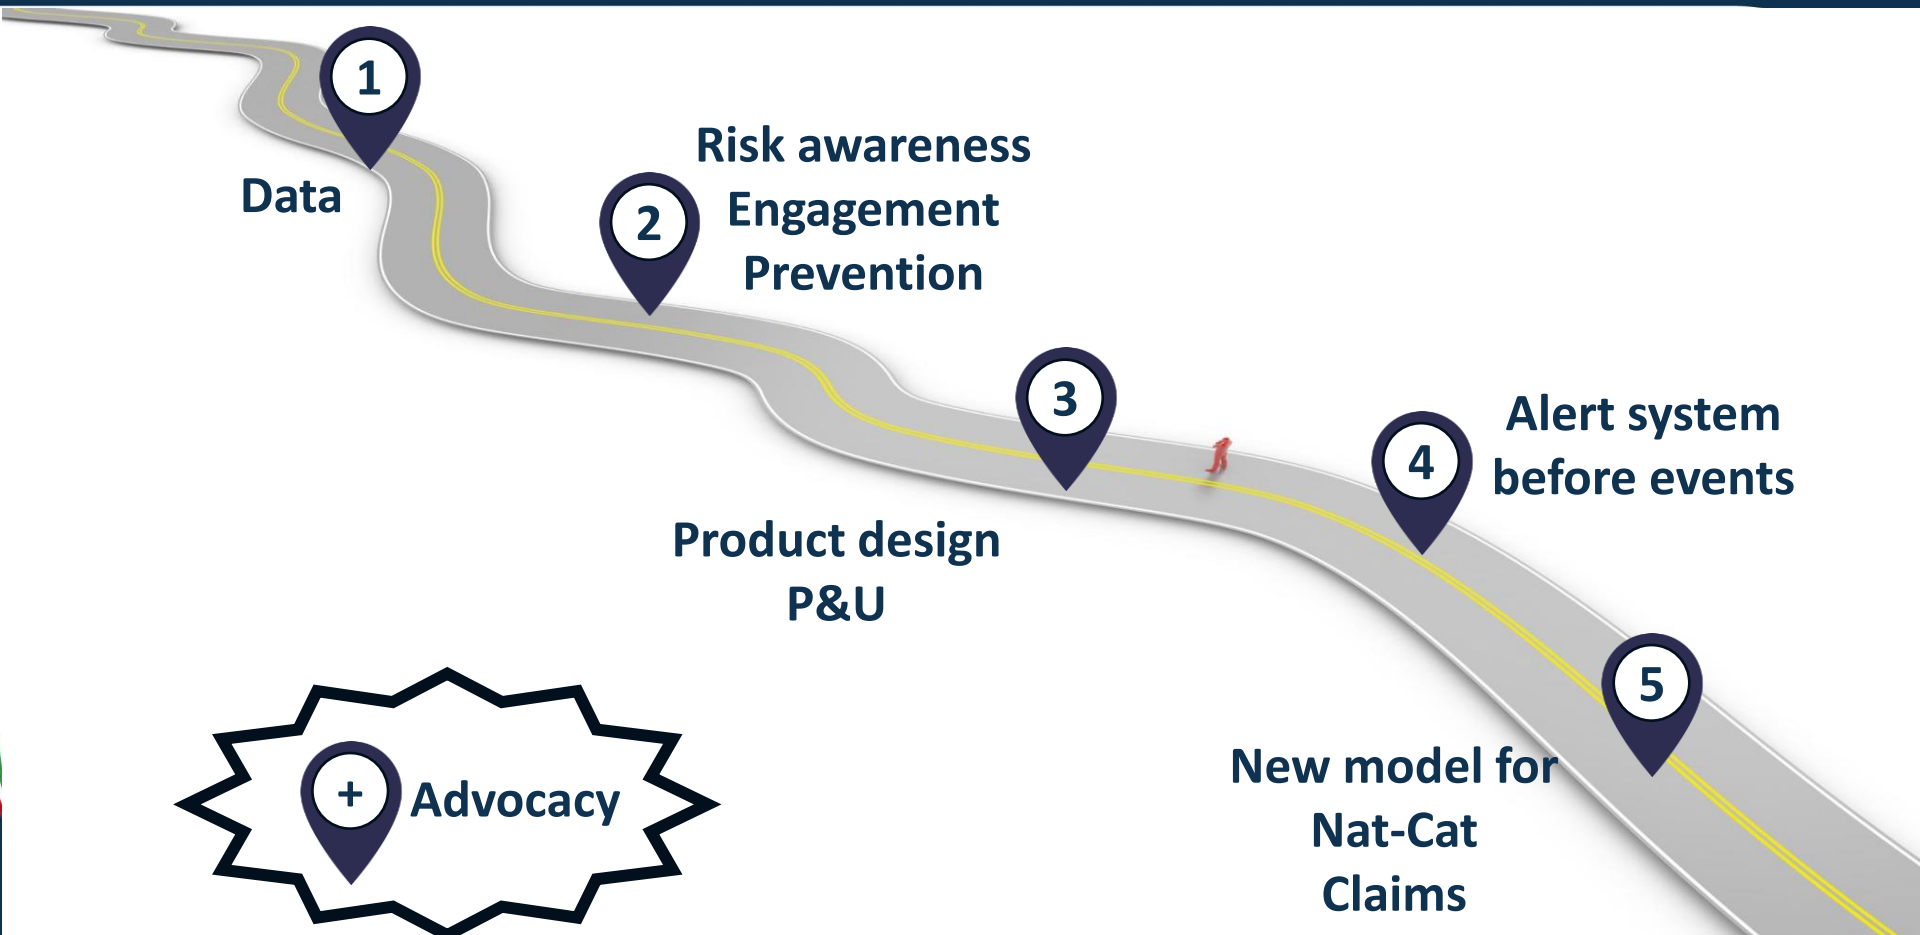 1
Data
2
Risk awareness
Engagement
Prevention
3
Product design
P&U
4
Alert system
before events
5
New model for
Nat-Cat
Claims
+
Advocacy